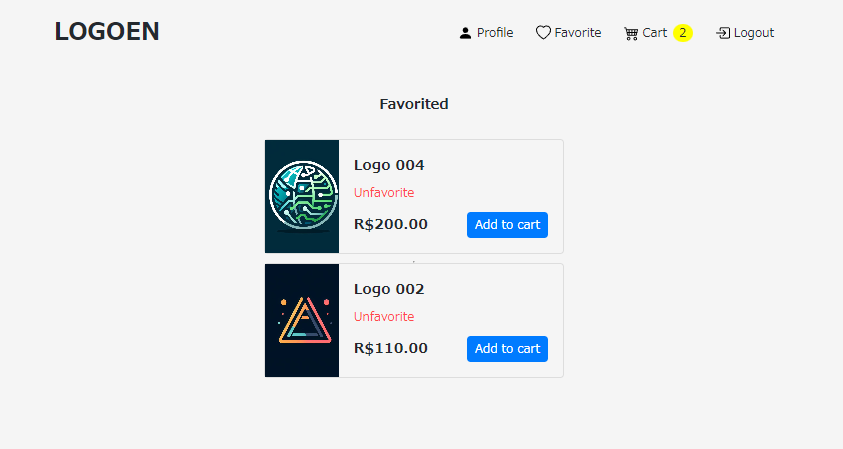 LOGOEN
Profile
Favorite
Cart 2
Logout
Favorited
Logo 004
Unfavorite
R$200.00
Add to cart
Logo 002
Unfavorite
R$110.00
Add to cart